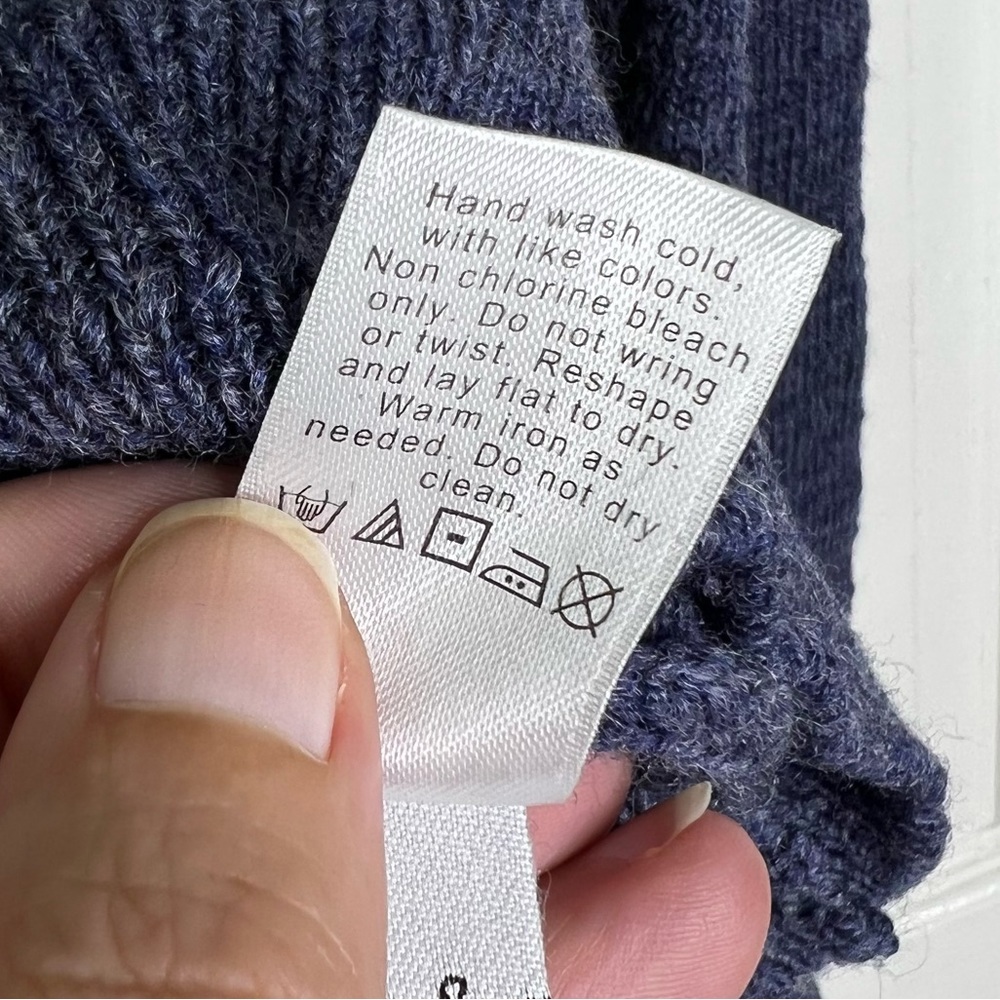 Hand wash cold,
with like colors.
Non chlorine bleach
only. Do not wring
or twist. Reshape
and lay flat to dry.
Warm iron as
needed. Do not dry
clean.